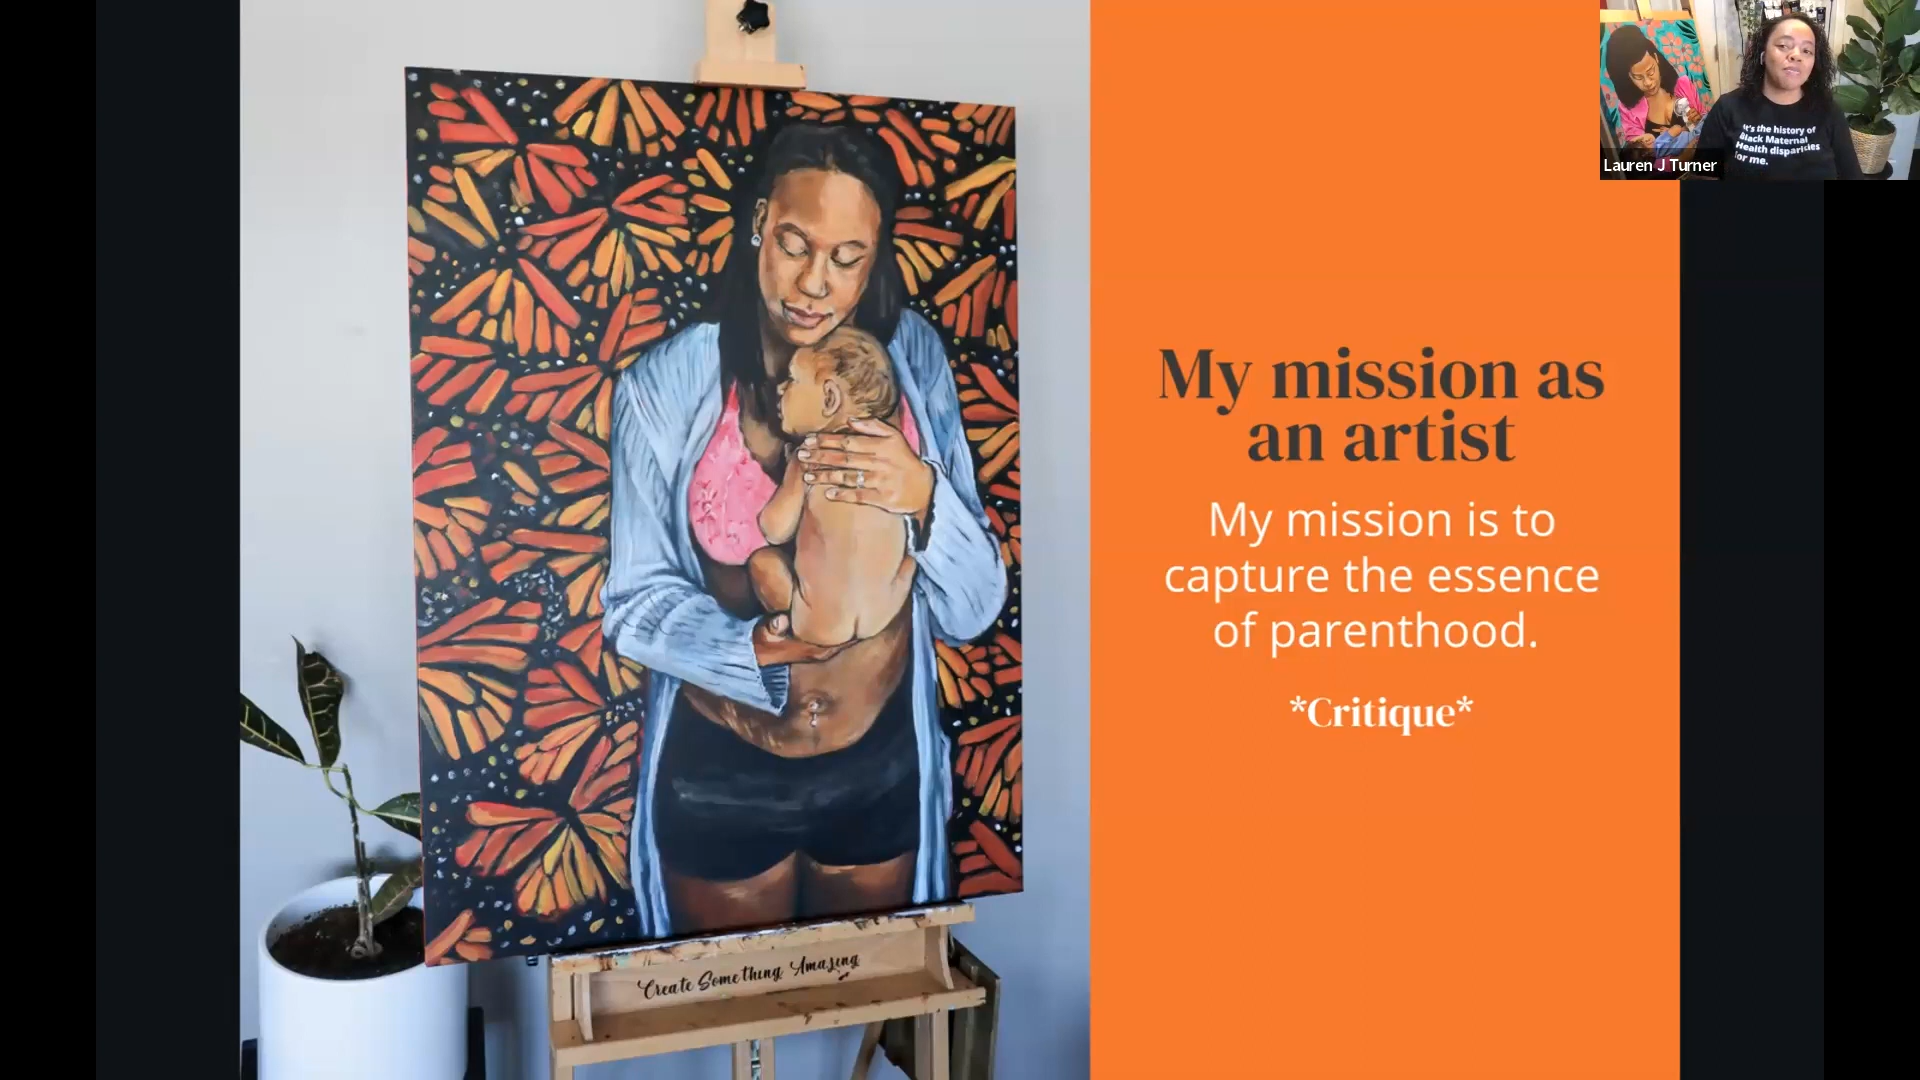 My mission as
an artist
My mission is to
capture the essence
of parenthood.
*Critique*
Create Something Amazing
It's the history of
Black Maternal
Health disparities
for me.
Lauren J Turner